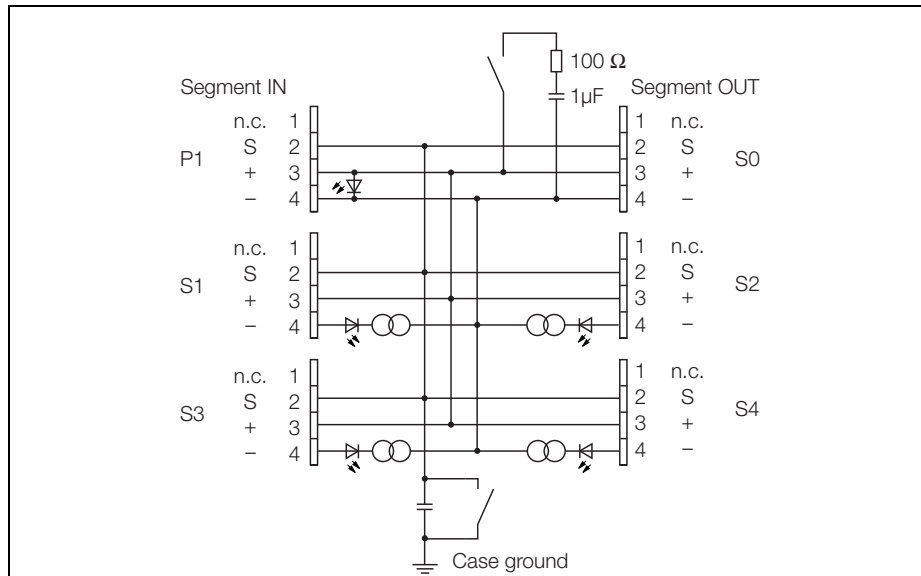 100 Ω
1µF
Segment IN
Segment OUT
n.c. 1
S 2
P1
+ 3
– 4
1 n.c.
2 S
S0
3 +
4 –
n.c. 1
S 2
S1
+ 3
– 4
1 n.c.
2 S
S2
3 +
4 –
n.c. 1
S 2
S3
+ 3
– 4
1 n.c.
2 S
S4
3 +
4 –
Case ground